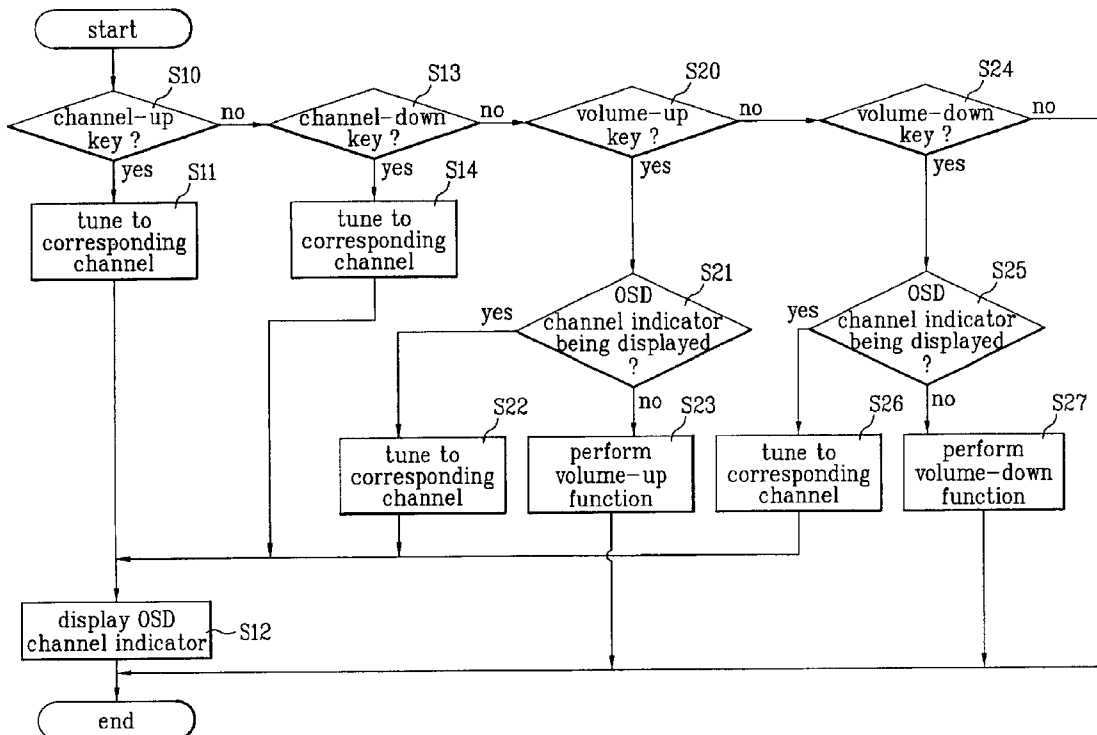 start
S10
channel-up
key ?
no
yes
S13
channel-down
key ?
no
yes
S20
volume-up
key ?
no
yes
S24
volume-down
key ?
no
yes
S11
tune to
corresponding
channel
S14
tune to
corresponding
channel
S21
OSD
channel indicator
being displayed
?
yes
no
S25
OSD
channel indicator
being displayed
?
yes
no
S22
tune to
corresponding
channel
S23
perform
volume-up
function
S26
tune to
corresponding
channel
S27
perform
volume-down
function
display OSD
channel indicator
S12
end